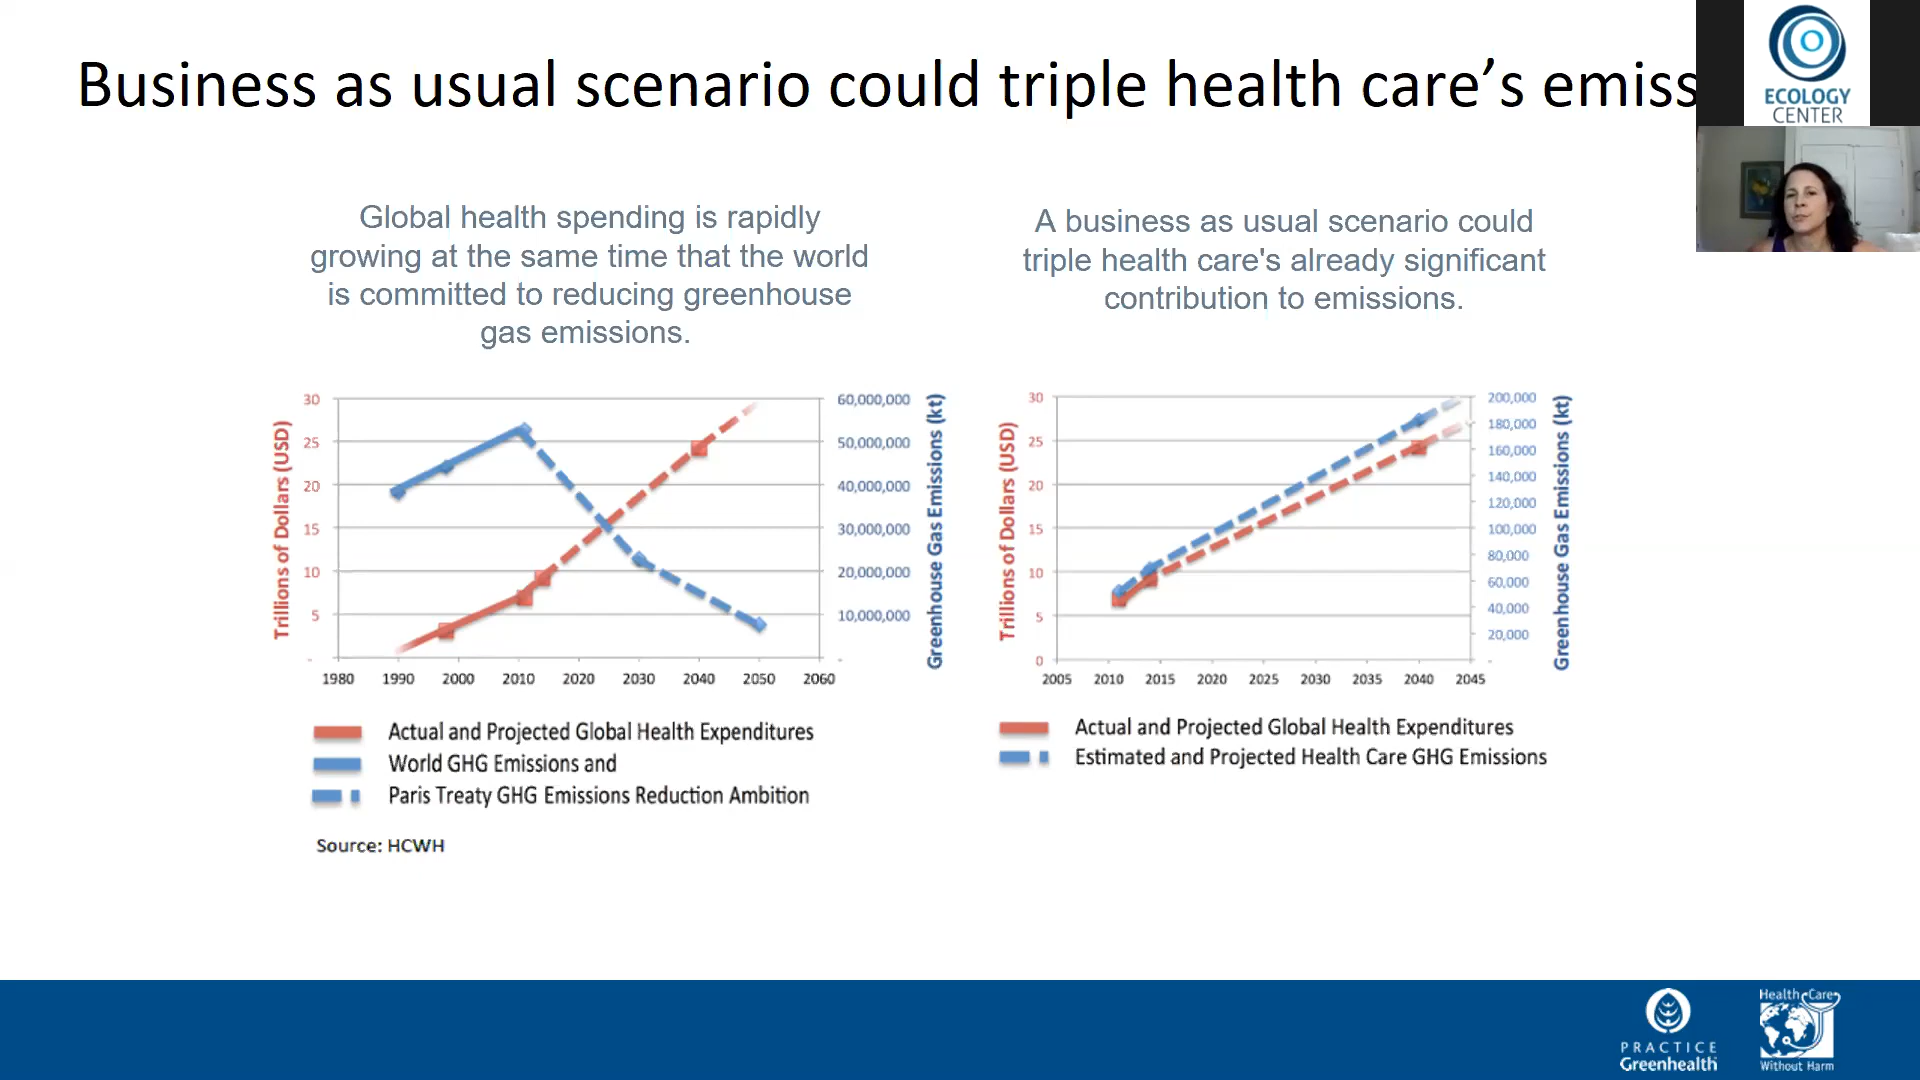 Business as usual scenario could triple health care's emiss
ECOLOGY
CENTER
Global health spending is rapidly
growing at the same time that the world
is committed to reducing greenhouse
gas emissions.
A business as usual scenario could
triple health care's already significant
contribution to emissions.
Trillions of Dollars (USD)
30
25
20
15
10
5
-
60,000,000
50,000,000
40,000,000
30,000,000
20,000,000
10,000,000
-
Greenhouse Gas Emissions (kt)
1980 1990 2000 2010 2020 2030 2040 2050 2060
Actual and Projected Global Health Expenditures
World GHG Emissions and
Paris Treaty GHG Emissions Reduction Ambition
Source: HCWH
Trillions of Dollars (USD)
30
25
20
15
10
5
0
200,000
180,000
160,000
140,000
120,000
100,000
80,000
60,000
40,000
20,000
-
Greenhouse Gas Emissions (kt)
2005 2010 2015 2020 2025 2030 2035 2040 2045
Actual and Projected Global Health Expenditures
Estimated and Projected Health Care GHG Emissions
PRACTICE
Greenhealth
Health Care
Without Harm